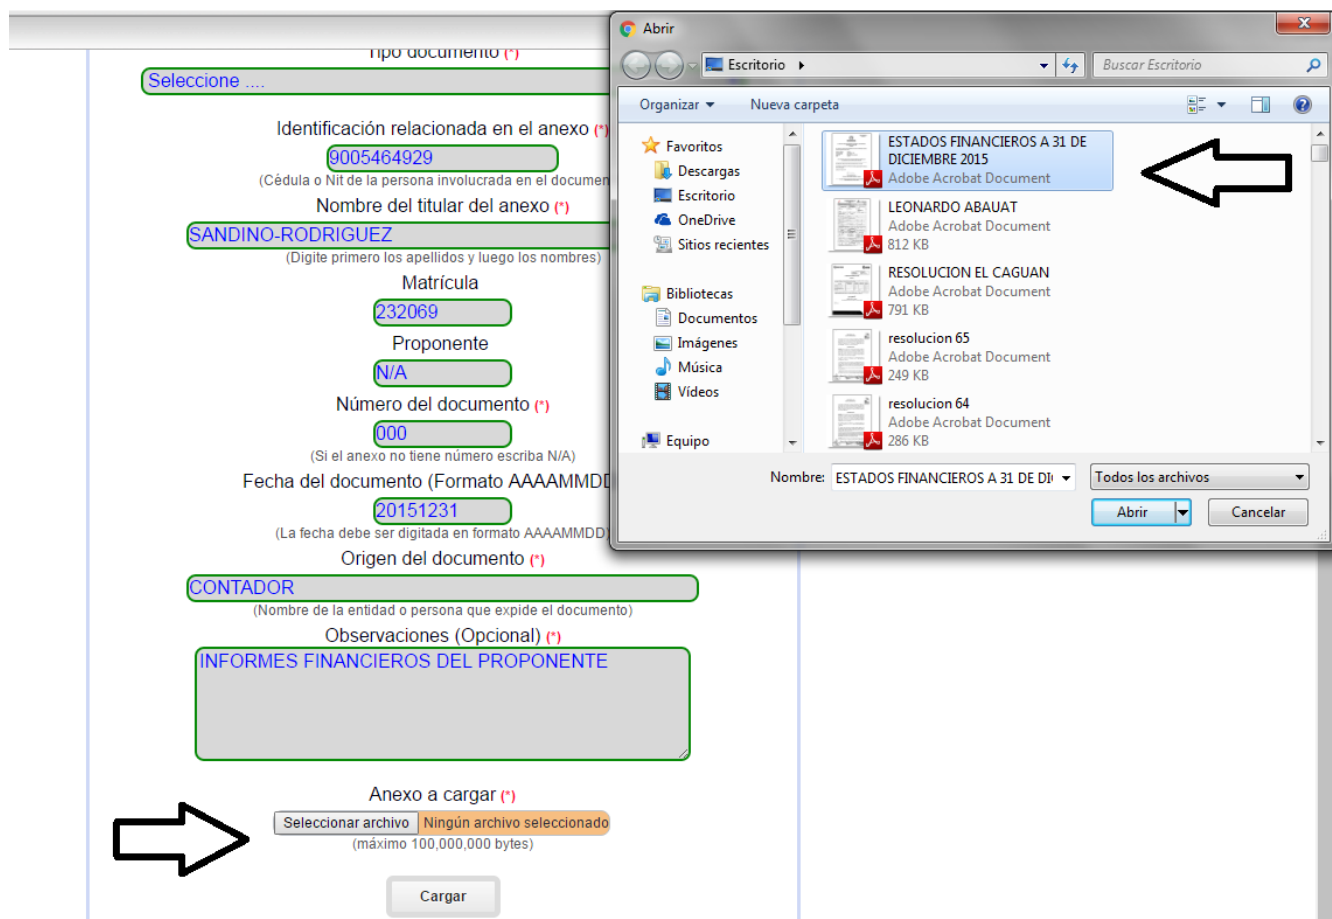 Tipo documento (*)
Seleccione ....
Identificación relacionada en el anexo (*)
9005464929
(Cédula o Nit de la persona involucrada en el documen
Nombre del titular del anexo (*)
SANDINO-RODRIGUEZ
(Digite primero los apellidos y luego los nombres)
Matrícula
232069
Proponente
N/A
Número del documento (*)
000
(Si el anexo no tiene número escriba N/A)
Fecha del documento (Formato AAAAMMDD
20151231
(La fecha debe ser digitada en formato AAAAMMDD)
Origen del documento (*)
CONTADOR
(Nombre de la entidad o persona que expide el documento)
Observaciones (Opcional) (*)
INFORMES FINANCIEROS DEL PROPONENTE
Anexo a cargar (*)
Seleccionar archivo Ningún archivo seleccionado
(máximo 100,000,000 bytes)
Cargar
Abrir
Escritorio
Buscar Escritorio
Organizar
Nueva carpeta
Favoritos
Descargas
Escritorio
OneDrive
Sitios recientes
Bibliotecas
Documentos
Imágenes
Música
Vídeos
Equipo
ESTADOS FINANCIEROS A 31 DE
DICIEMBRE 2015
Adobe Acrobat Document
LEONARDO ABAUAT
Adobe Acrobat Document
812 KB
RESOLUCION EL CAGUAN
Adobe Acrobat Document
791 KB
resolucion 65
Adobe Acrobat Document
249 KB
resolucion 64
Adobe Acrobat Document
286 KB
Nombre: ESTADOS FINANCIEROS A 31 DE DI
Todos los archivos
Abrir
Cancelar